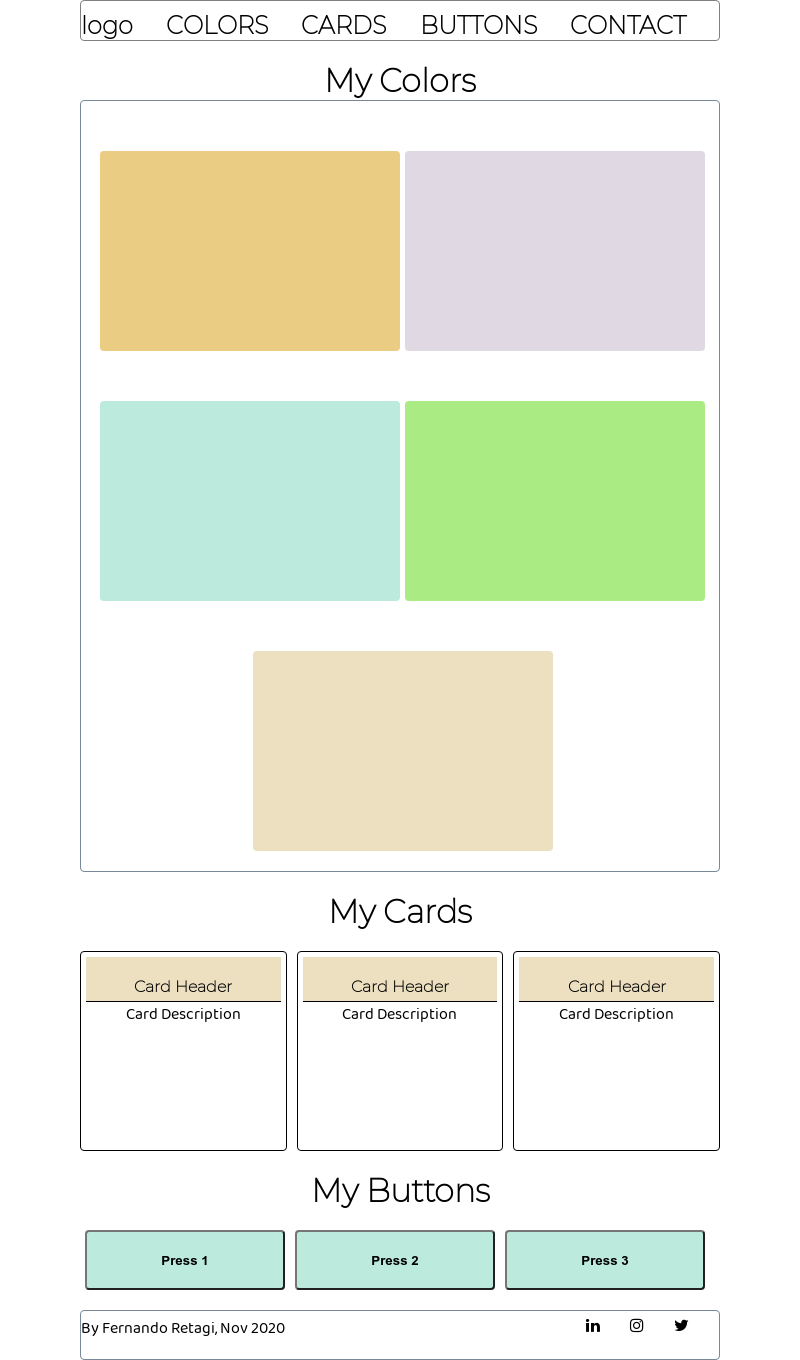 logo COLORS CARDS BUTTONS CONTACT
My Colors
My Cards
Card Header Card Header Card Header
Card Description Card Description Card Description
My Buttons
Press 1 Press 2 Press 3
By Fernando Retagi, Nov 2020